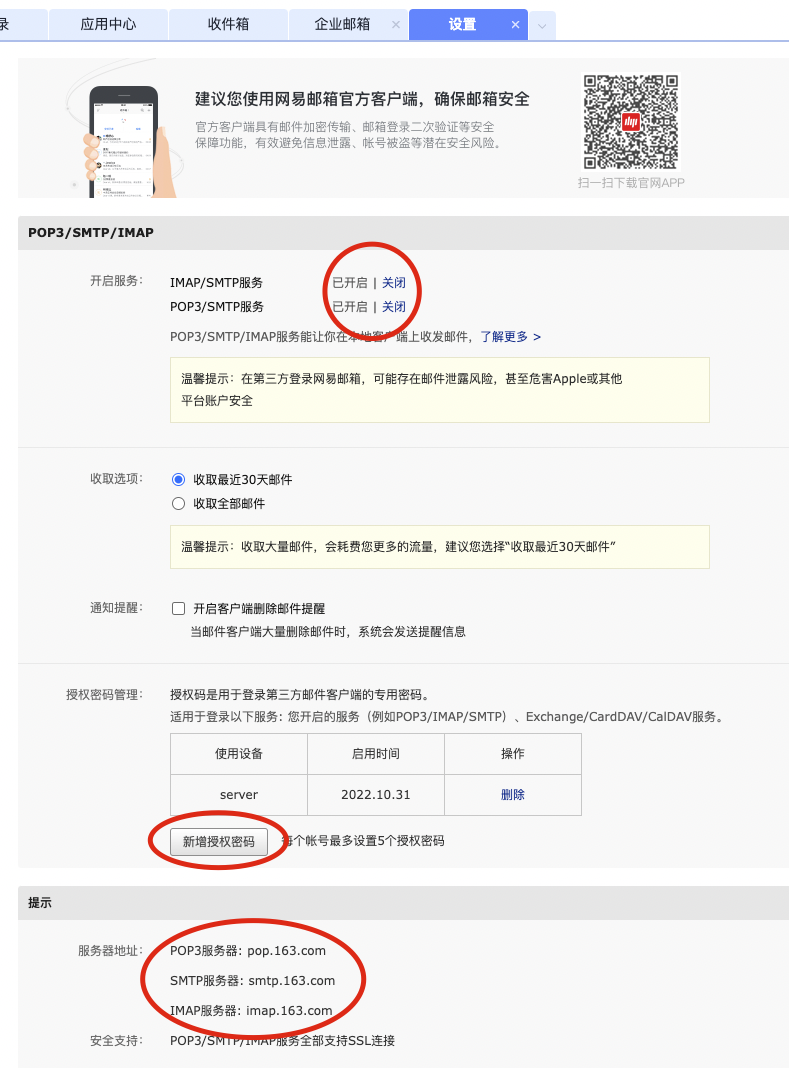 录
应用中心
收件箱
企业邮箱 ×
设置 ×
建议您使用网易邮箱官方客户端，确保邮箱安全
官方客户端具有邮件加密传输、邮箱登录二次验证等安全
保障功能，有效避免信息泄露、帐号被盗等潜在安全风险。
扫一扫下载官网APP
POP3/SMTP/IMAP
开启服务： IMAP/SMTP服务 已开启 | 关闭
POP3/SMTP服务 已开启 | 关闭
POP3/SMTP/IMAP服务能让你在本地客户端上收发邮件，了解更多 >
温馨提示：在第三方登录网易邮箱，可能存在邮件泄露风险，甚至危害Apple或其他
平台账户安全
收取选项： 收取最近30天邮件
收取全部邮件
温馨提示：收取大量邮件，会耗费您更多的流量，建议您选择“收取最近30天邮件”
通知提醒： 开启客户端删除邮件提醒
当邮件客户端大量删除邮件时，系统会发送提醒信息
授权密码管理： 授权码是用于登录第三方邮件客户端的专用密码。
适用于登录以下服务: 您开启的服务（例如POP3/IMAP/SMTP）、Exchange/CardDAV/CalDAV服务。
使用设备 启用时间 操作
server 2022.10.31 删除
新增授权密码 每个帐号最多设置5个授权密码
提示
服务器地址： POP3服务器: pop.163.com
SMTP服务器: smtp.163.com
IMAP服务器: imap.163.com
安全支持： POP3/SMTP/IMAP服务全部支持SSL连接